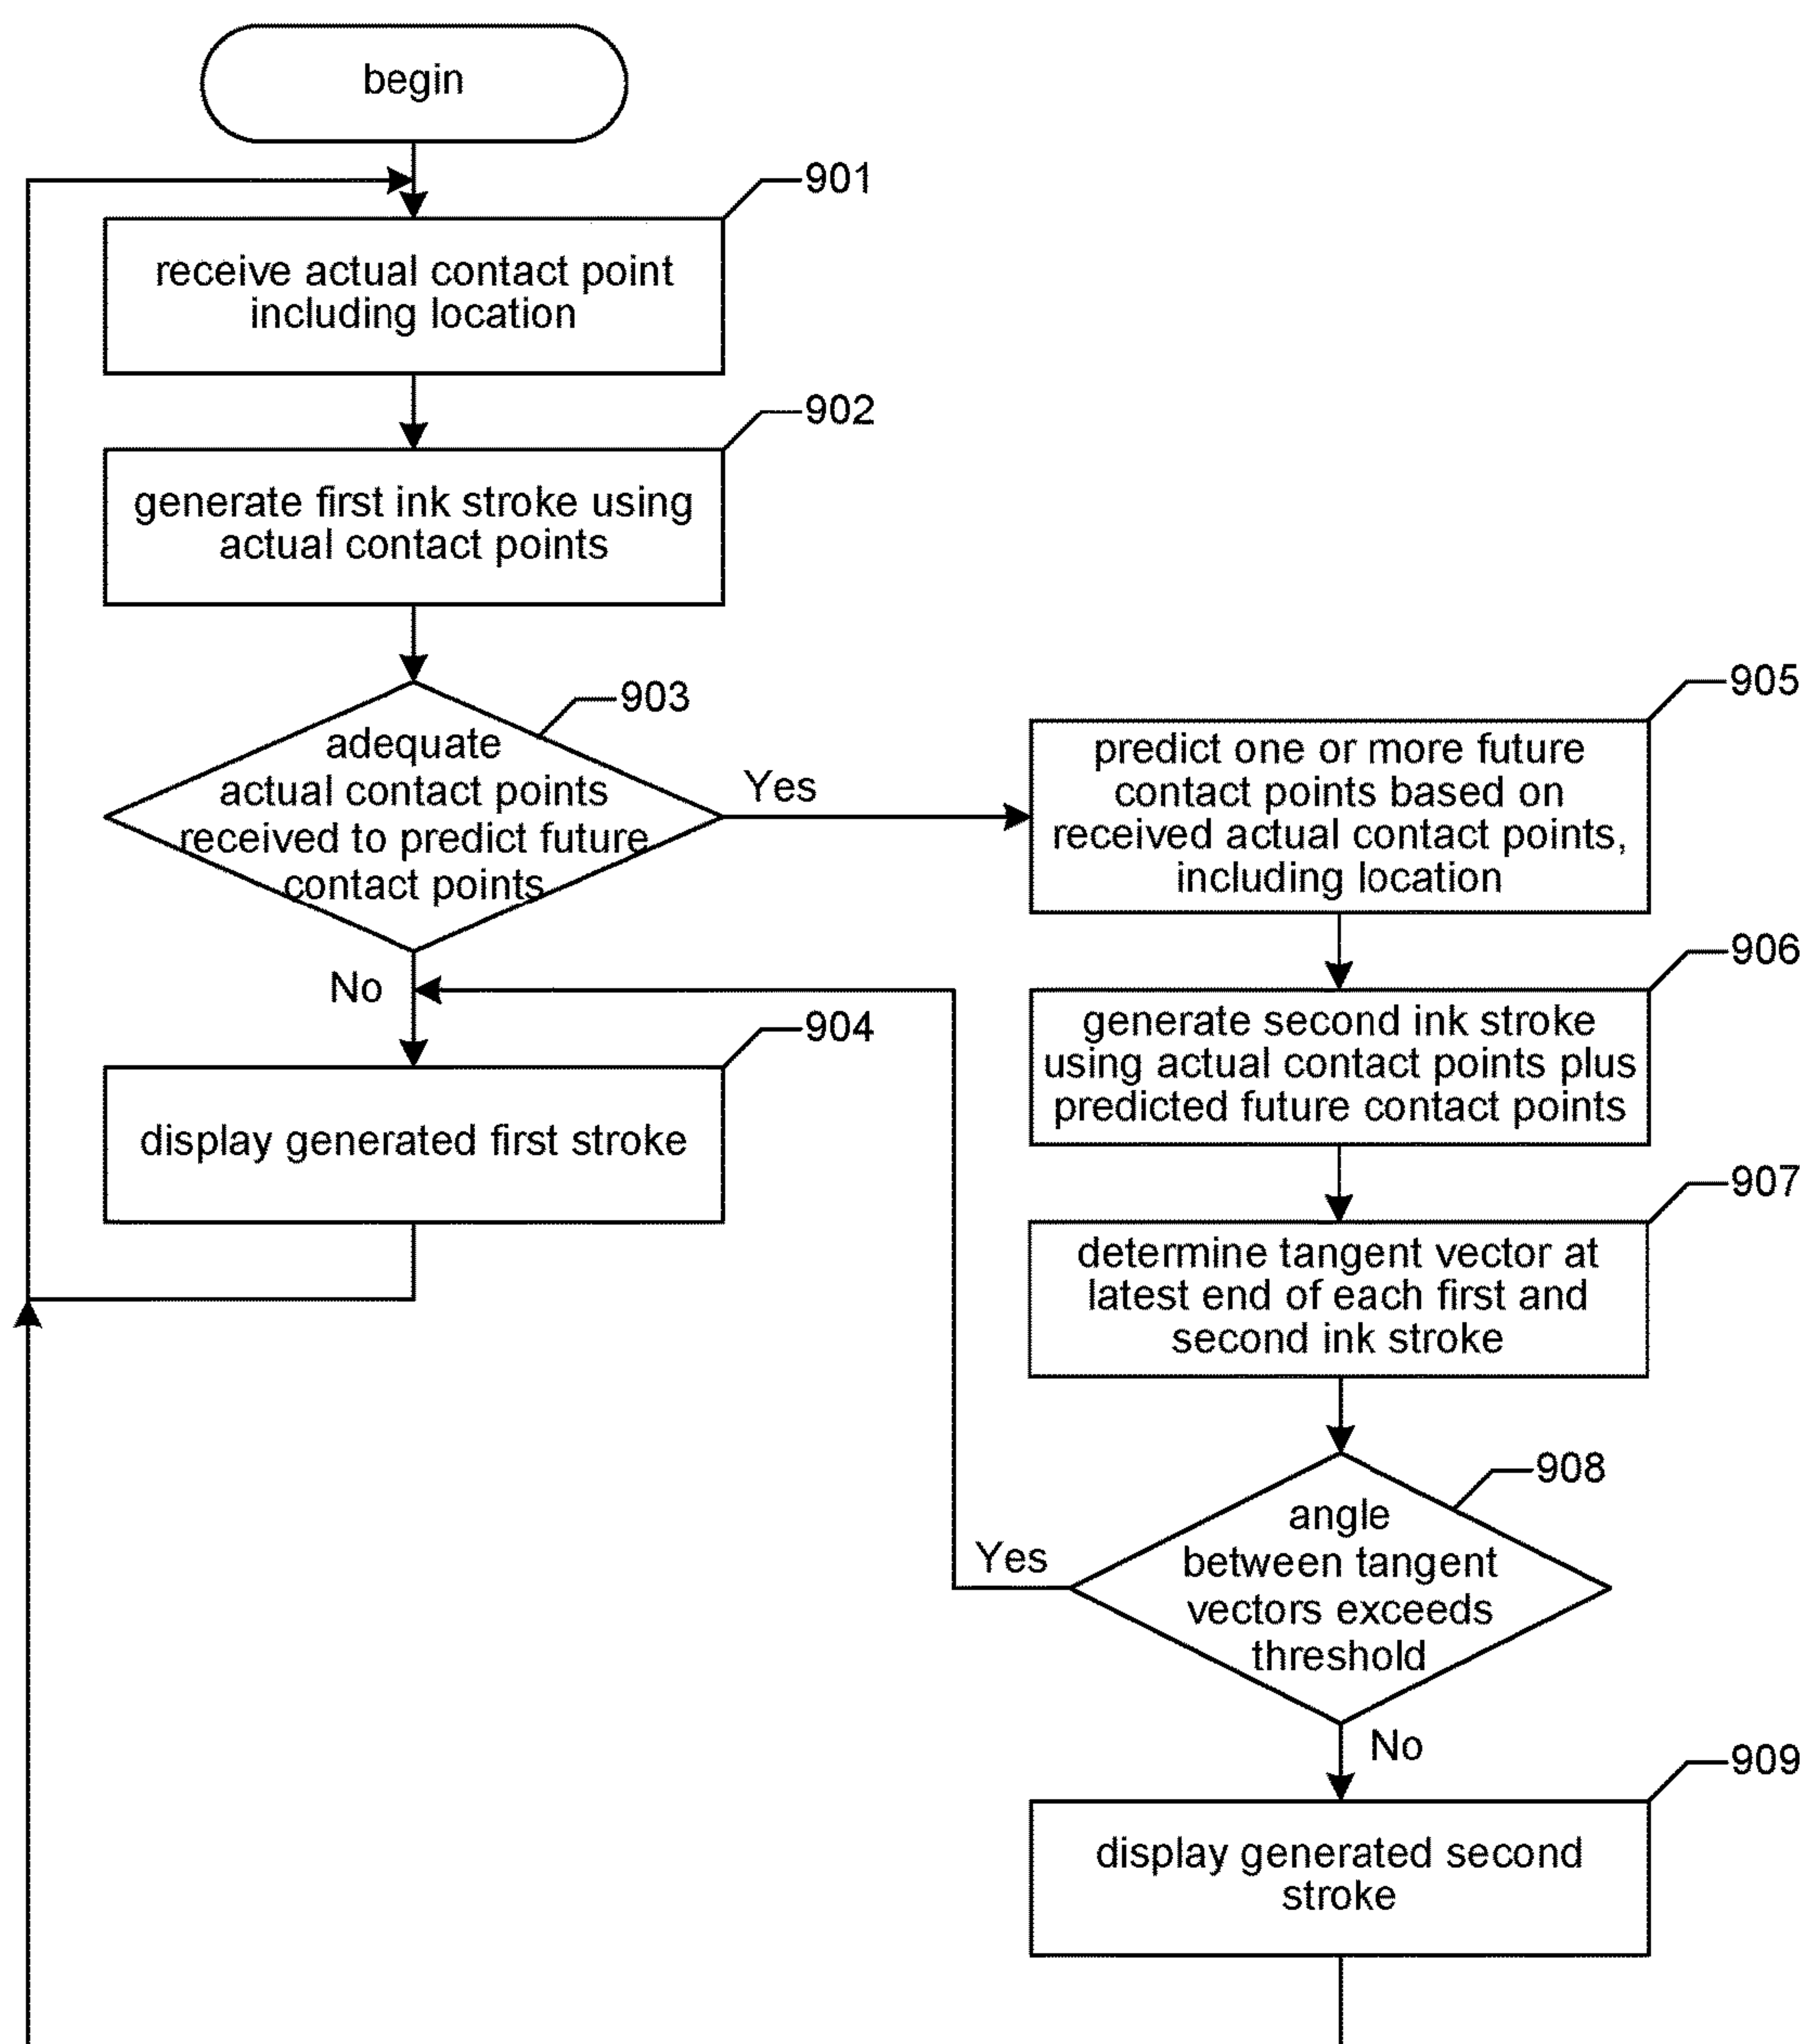 begin
901
receive actual contact point
including location
902
generate first ink stroke using
actual contact points
903
adequate
actual contact points
received to predict future
contact points
Yes
No
904
display generated first stroke
905
predict one or more future
contact points based on
received actual contact points,
including location
906
generate second ink stroke
using actual contact points plus
predicted future contact points
907
determine tangent vector at
latest end of each first and
second ink stroke
908
angle
between tangent
vectors exceeds
threshold
Yes
No
909
display generated second
stroke